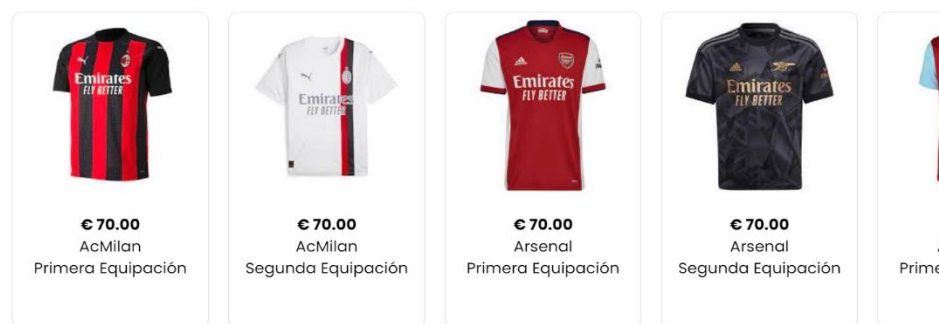 Emirates
FLY BETTER
€ 70.00
AcMilan
Primera Equipación
Emirates
FLY BETTER
€ 70.00
AcMilan
Segunda Equipación
Emirates
FLY BETTER
€ 70.00
Arsenal
Primera Equipación
Emirates
FLY BETTER
€ 70.00
Arsenal
Segunda Equipación